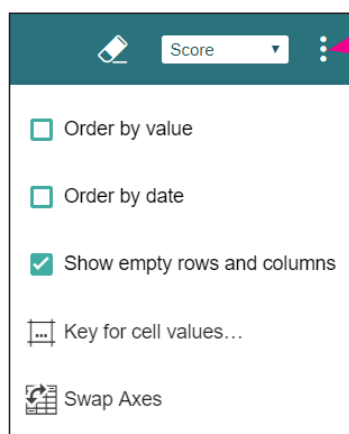 Score
Order by value
Order by date
Show empty rows and columns
Key for cell values...
Swap Axes